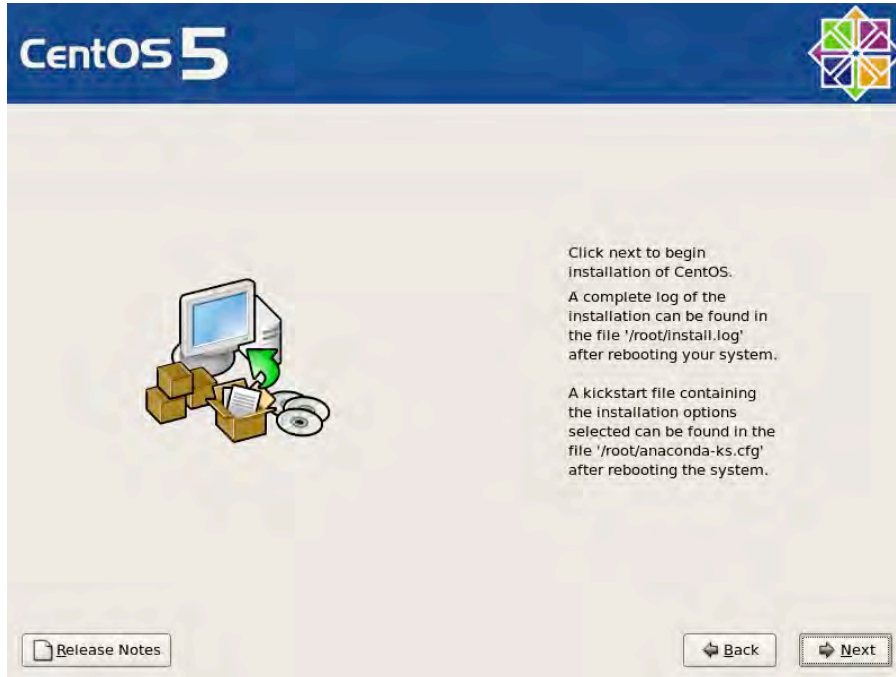 CentOS 5
Click next to begin
installation of CentOS.
A complete log of the
installation can be found in
the file '/root/install.log'
after rebooting your system.
A kickstart file containing
the installation options
selected can be found in the
file '/root/anaconda-ks.cfg'
after rebooting the system.
Release Notes
Back
Next